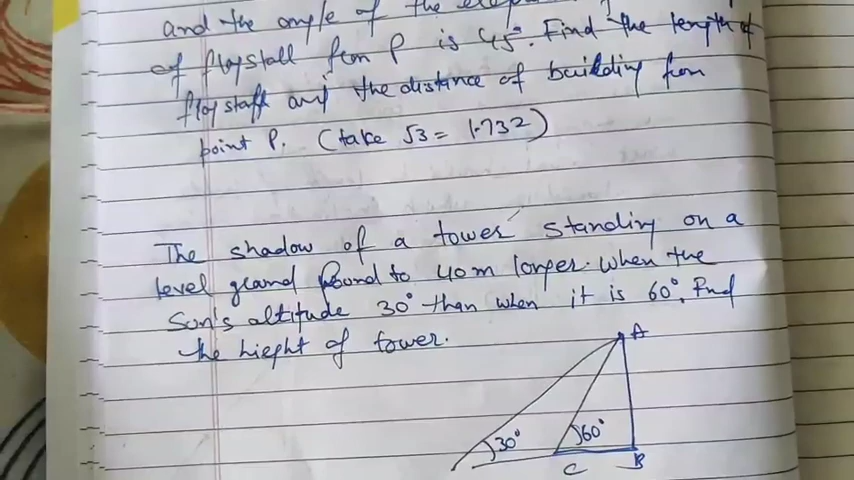 and the angle of the
of flagstall from P is 45°. Find the length of
flag staff and the distance of building from
point P. (take √3 = 1.732)
The shadow of a tower standing on a
level ground found to 40m longer when the
Sun's altitude 30° than when it is 60°. Find
the hieght of tower.
A
30°
60°
C
B